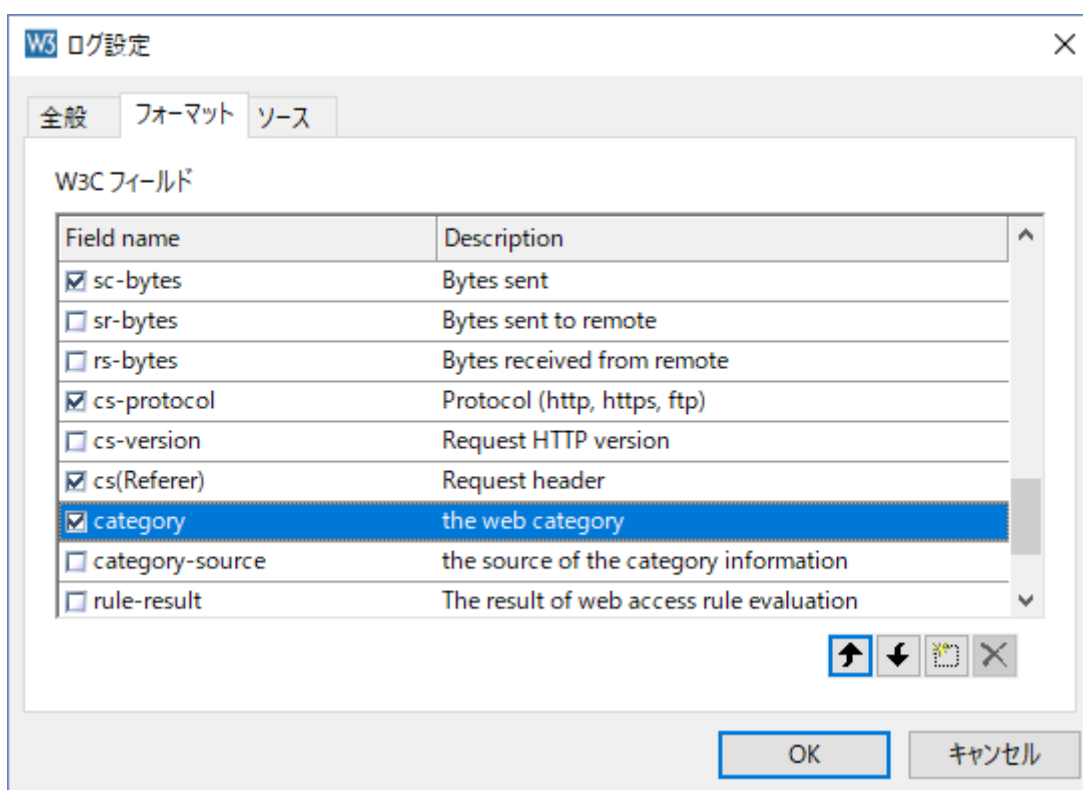 W3 ログ設定
全般 フォーマット ソース
W3C フィールド
Field name Description
sc-bytes Bytes sent
sr-bytes Bytes sent to remote
rs-bytes Bytes received from remote
cs-protocol Protocol (http, https, ftp)
cs-version Request HTTP version
cs(Referer) Request header
category the web category
category-source the source of the category information
rule-result The result of web access rule evaluation
OK キャンセル